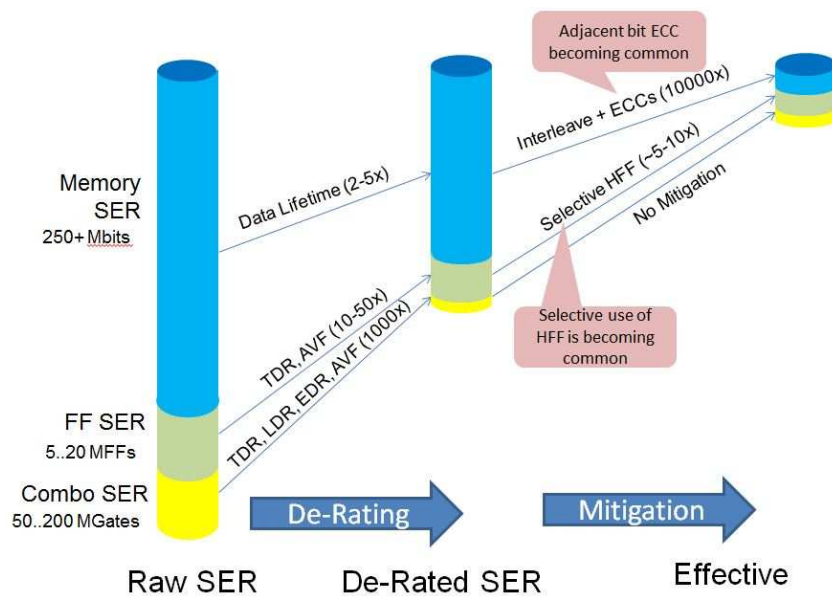 Adjacent bit ECC
becoming common
Interleave + ECCs (10000x)
Memory
SER
250+ Mbits
Data Lifetime (2-5x)
Selective HFF (~5-10x)
No Mitigation
Selective use of
HFF is becoming
common
TDR, AVF (10-50x)
TDR, LDR, EDR, AVF (1000x)
FF SER
5..20 MFFs
Combo SER
50..200 MGates
De-Rating
Mitigation
Raw SER
De-Rated SER
Effective